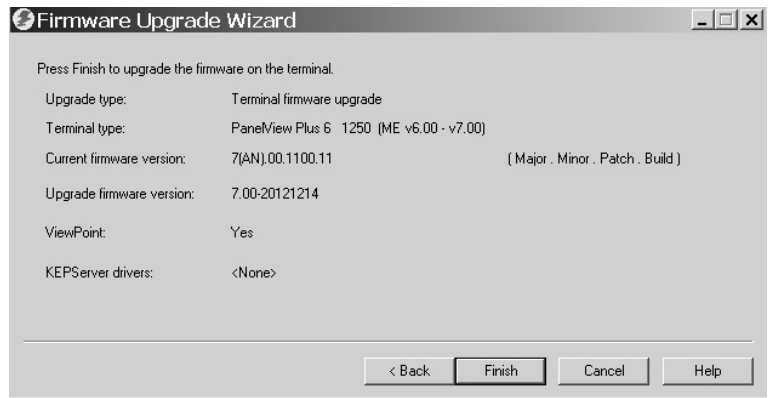 Firmware Upgrade Wizard
Press Finish to upgrade the firmware on the terminal.
Upgrade type: Terminal firmware upgrade
Terminal type: PanelView Plus 6 1250 (ME v6.00 - v7.00)
Current firmware version: 7(AN).00.1100.11 ( Major . Minor . Patch . Build )
Upgrade firmware version: 7.00-20121214
ViewPoint: Yes
KEPServer drivers: <None>
< Back Finish Cancel Help